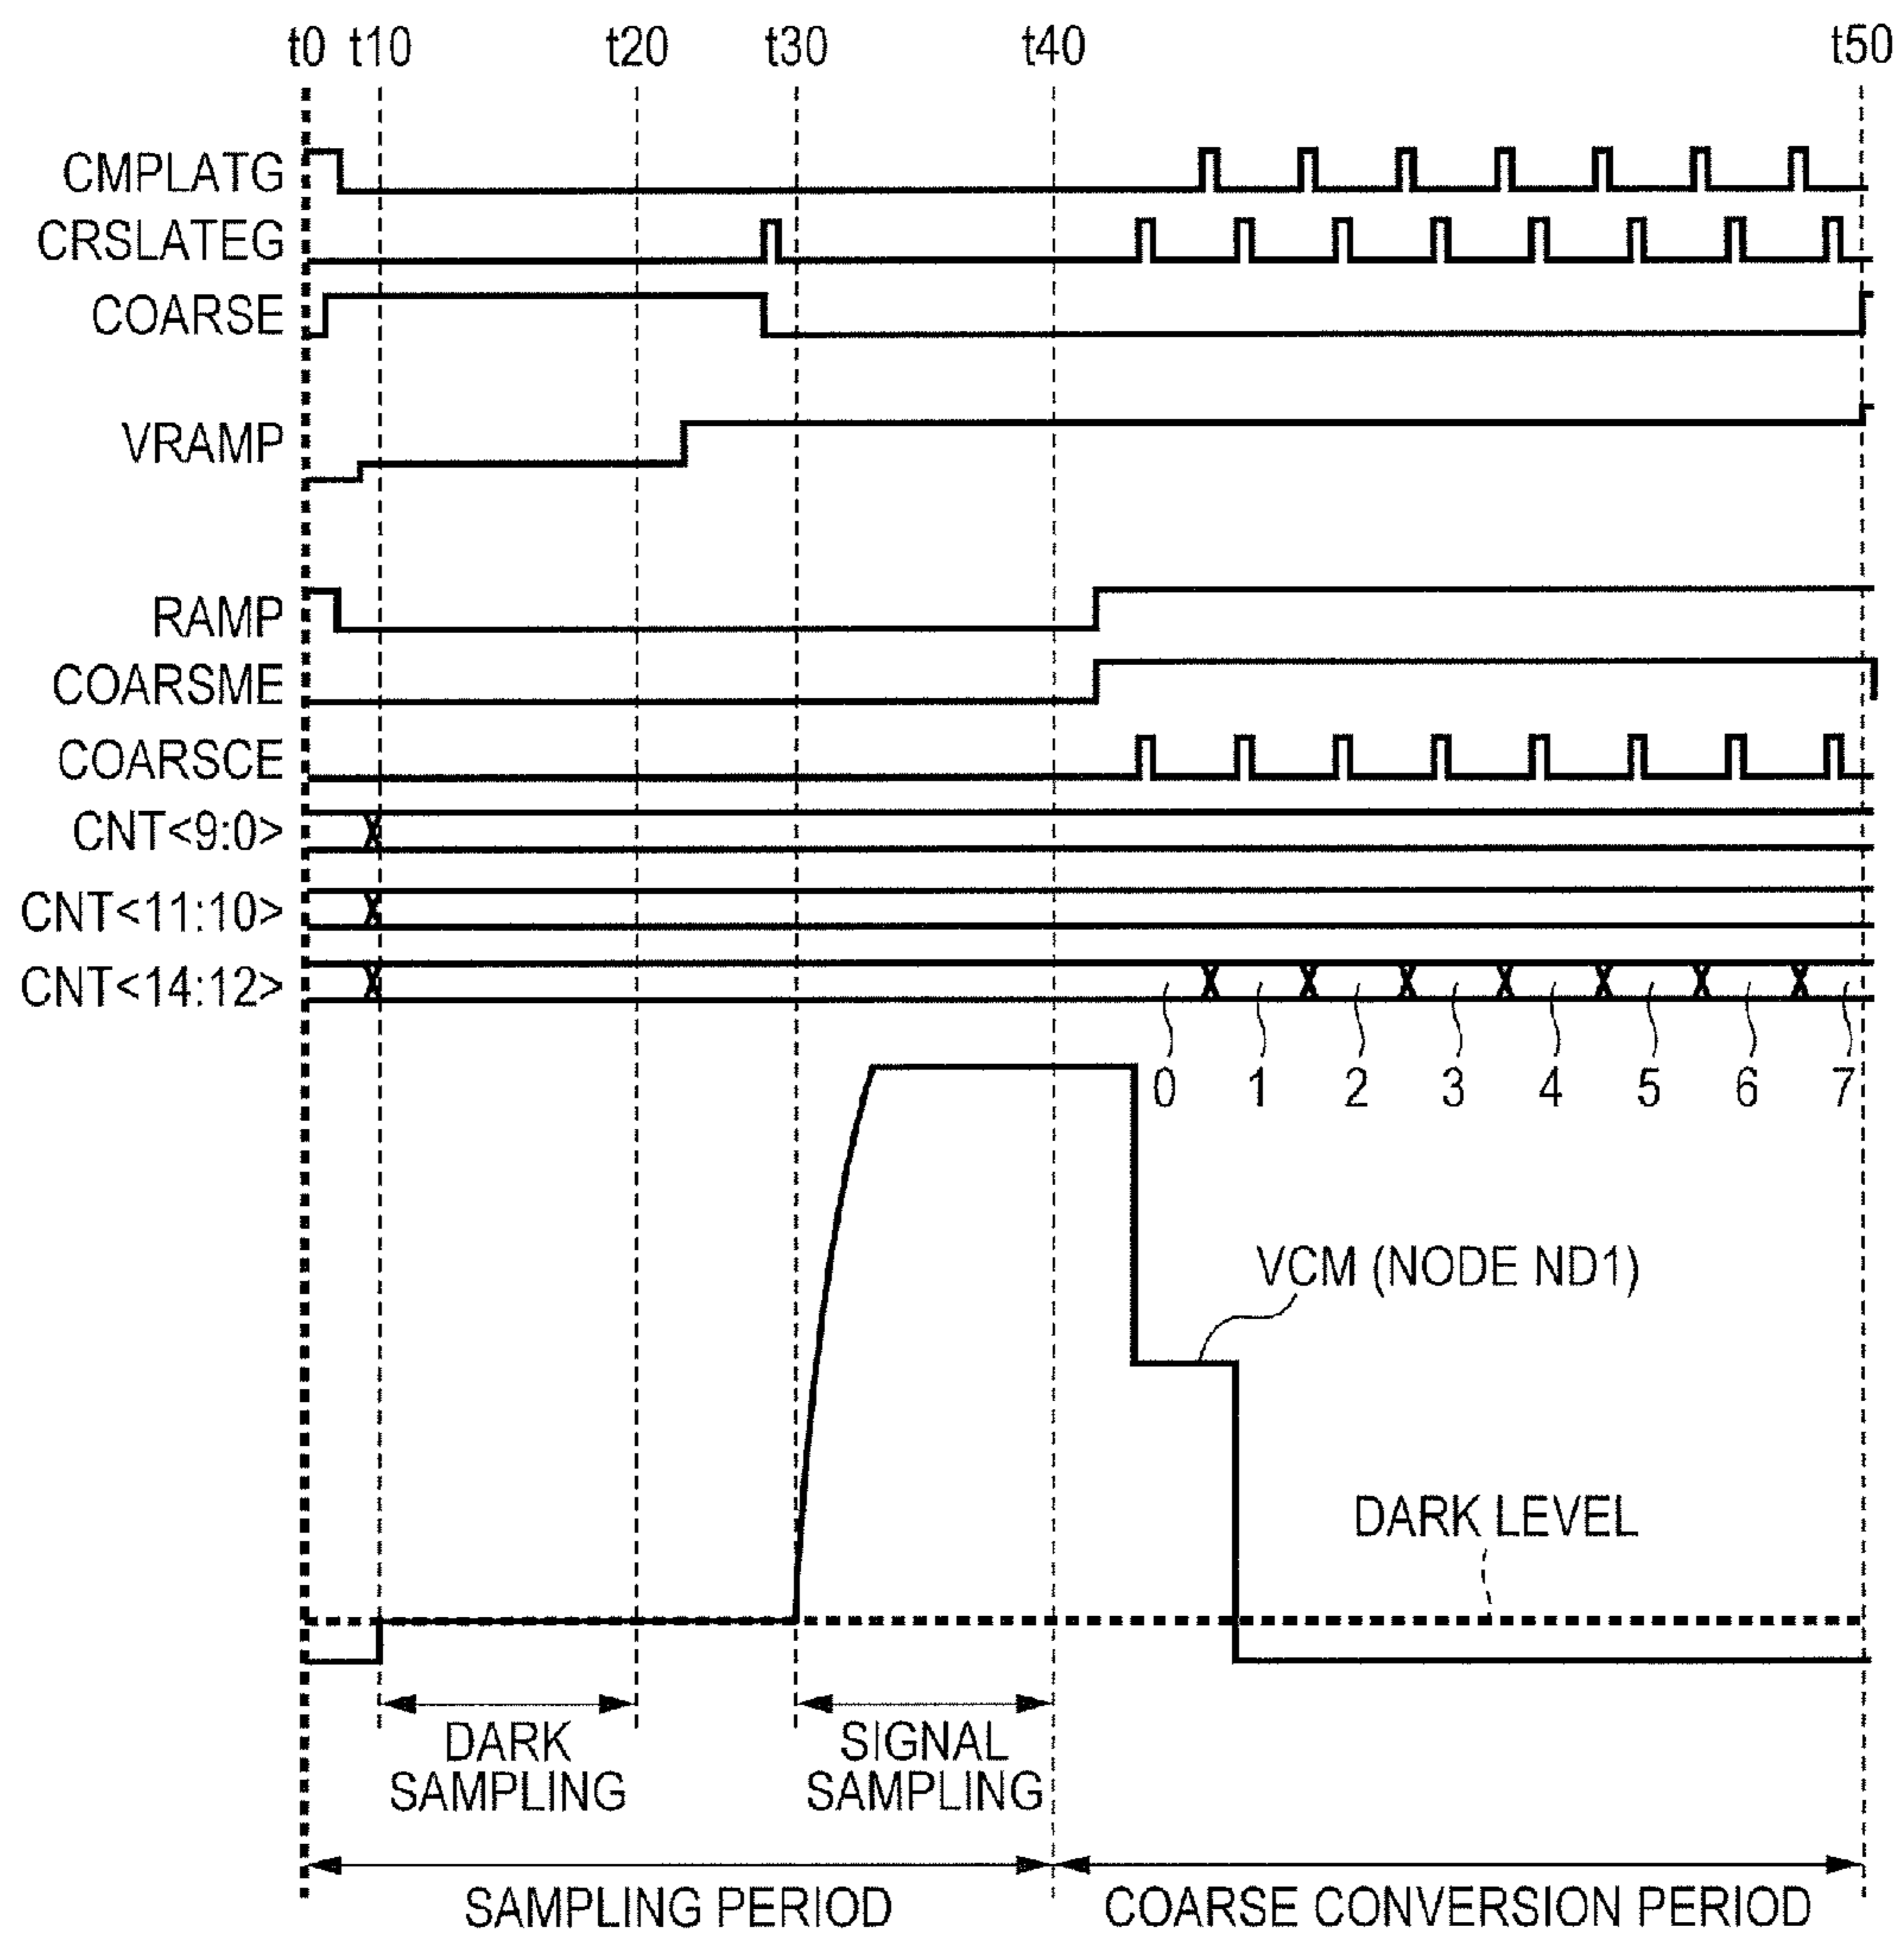 t0 t10 t20 t30 t40 t50
CMPLATG
CRSLATEG
COARSE
VRAMP
RAMP
COARSME
COARSCE
CNT<9:0>
CNT<11:10>
CNT<14:12>
0 1 2 3 4 5 6 7
VCM (NODE ND1)
DARK LEVEL
DARK
SAMPLING
SIGNAL
SAMPLING
SAMPLING PERIOD
COARSE CONVERSION PERIOD